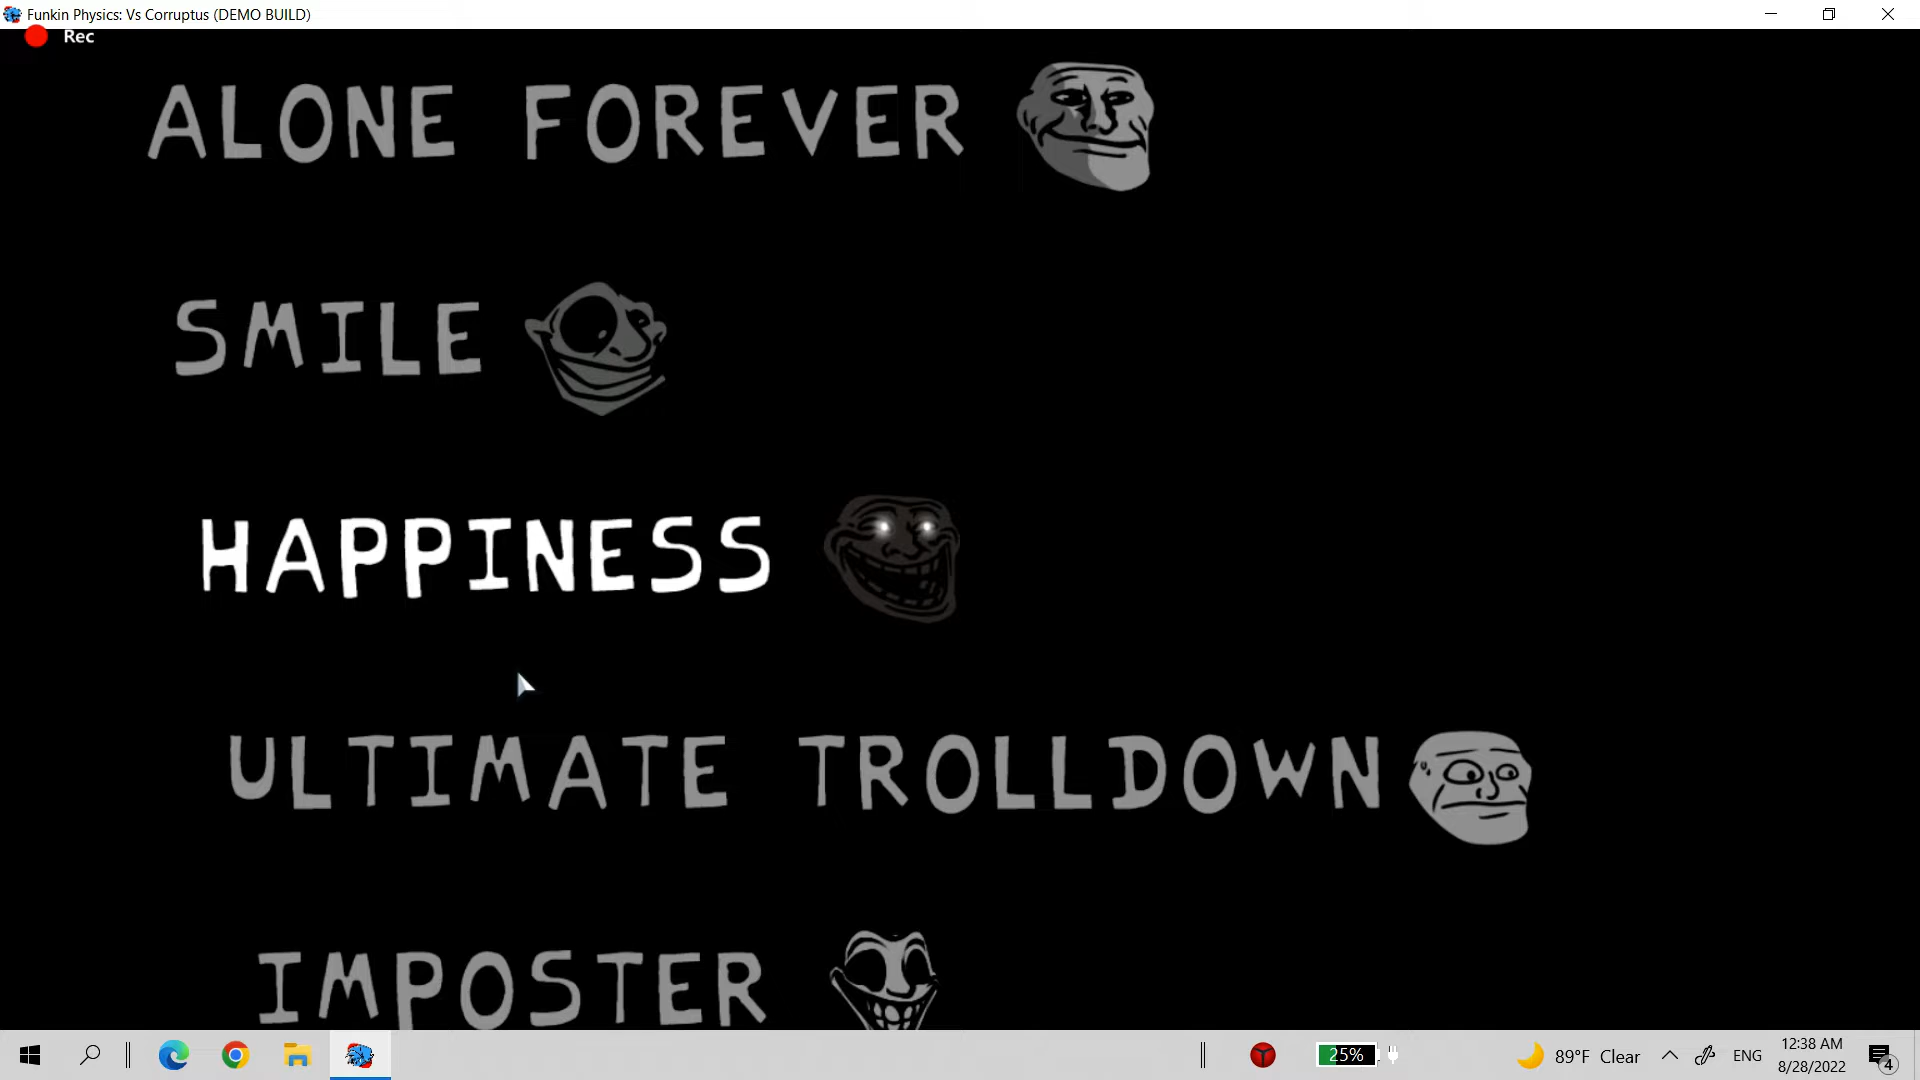 Funkin Physics: Vs Corruptus (DEMO BUILD)
Rec
ALONE FOREVER
SMILE
HAPPINESS
ULTIMATE TROLLDOWN
IMPOSTER
25%
89°F Clear
ENG
12:38 AM
8/28/2022
4